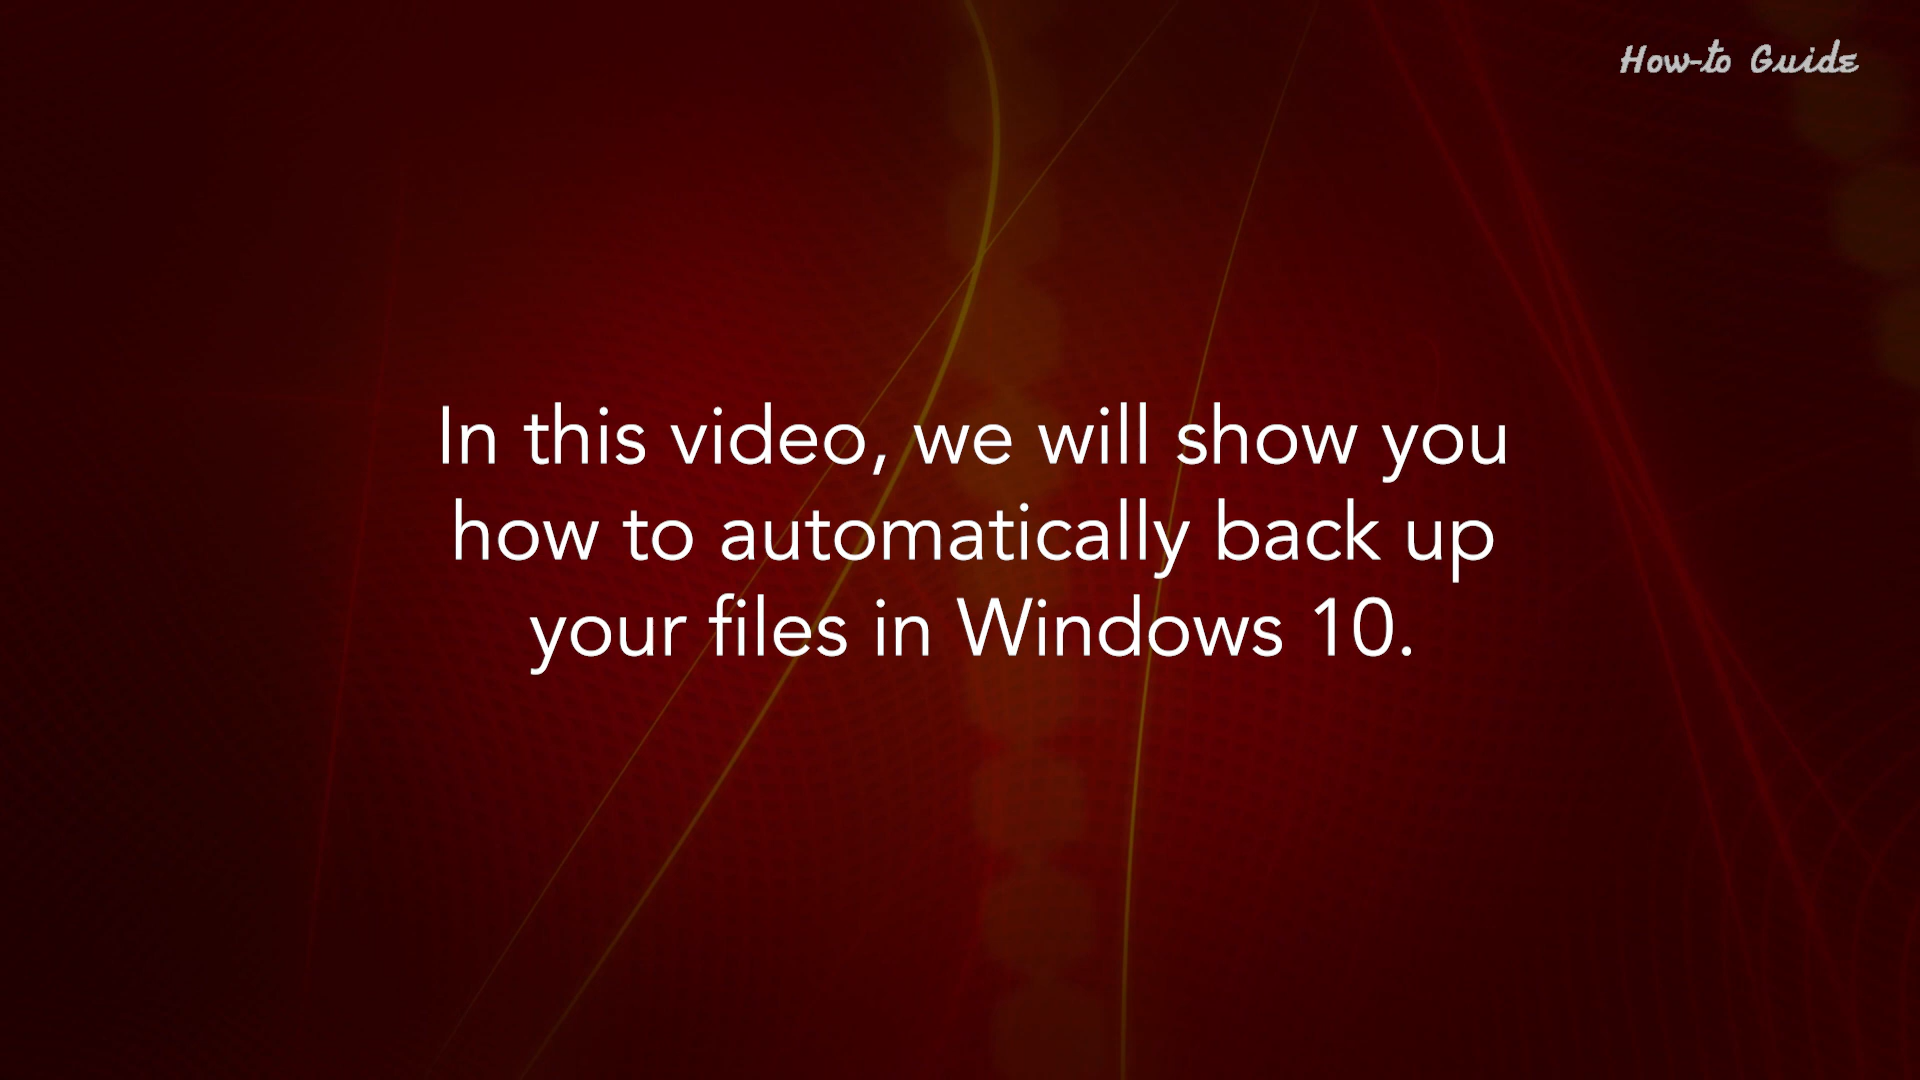 How-to Guide
In this video, we will show you
how to automatically back up
your files in Windows 10.